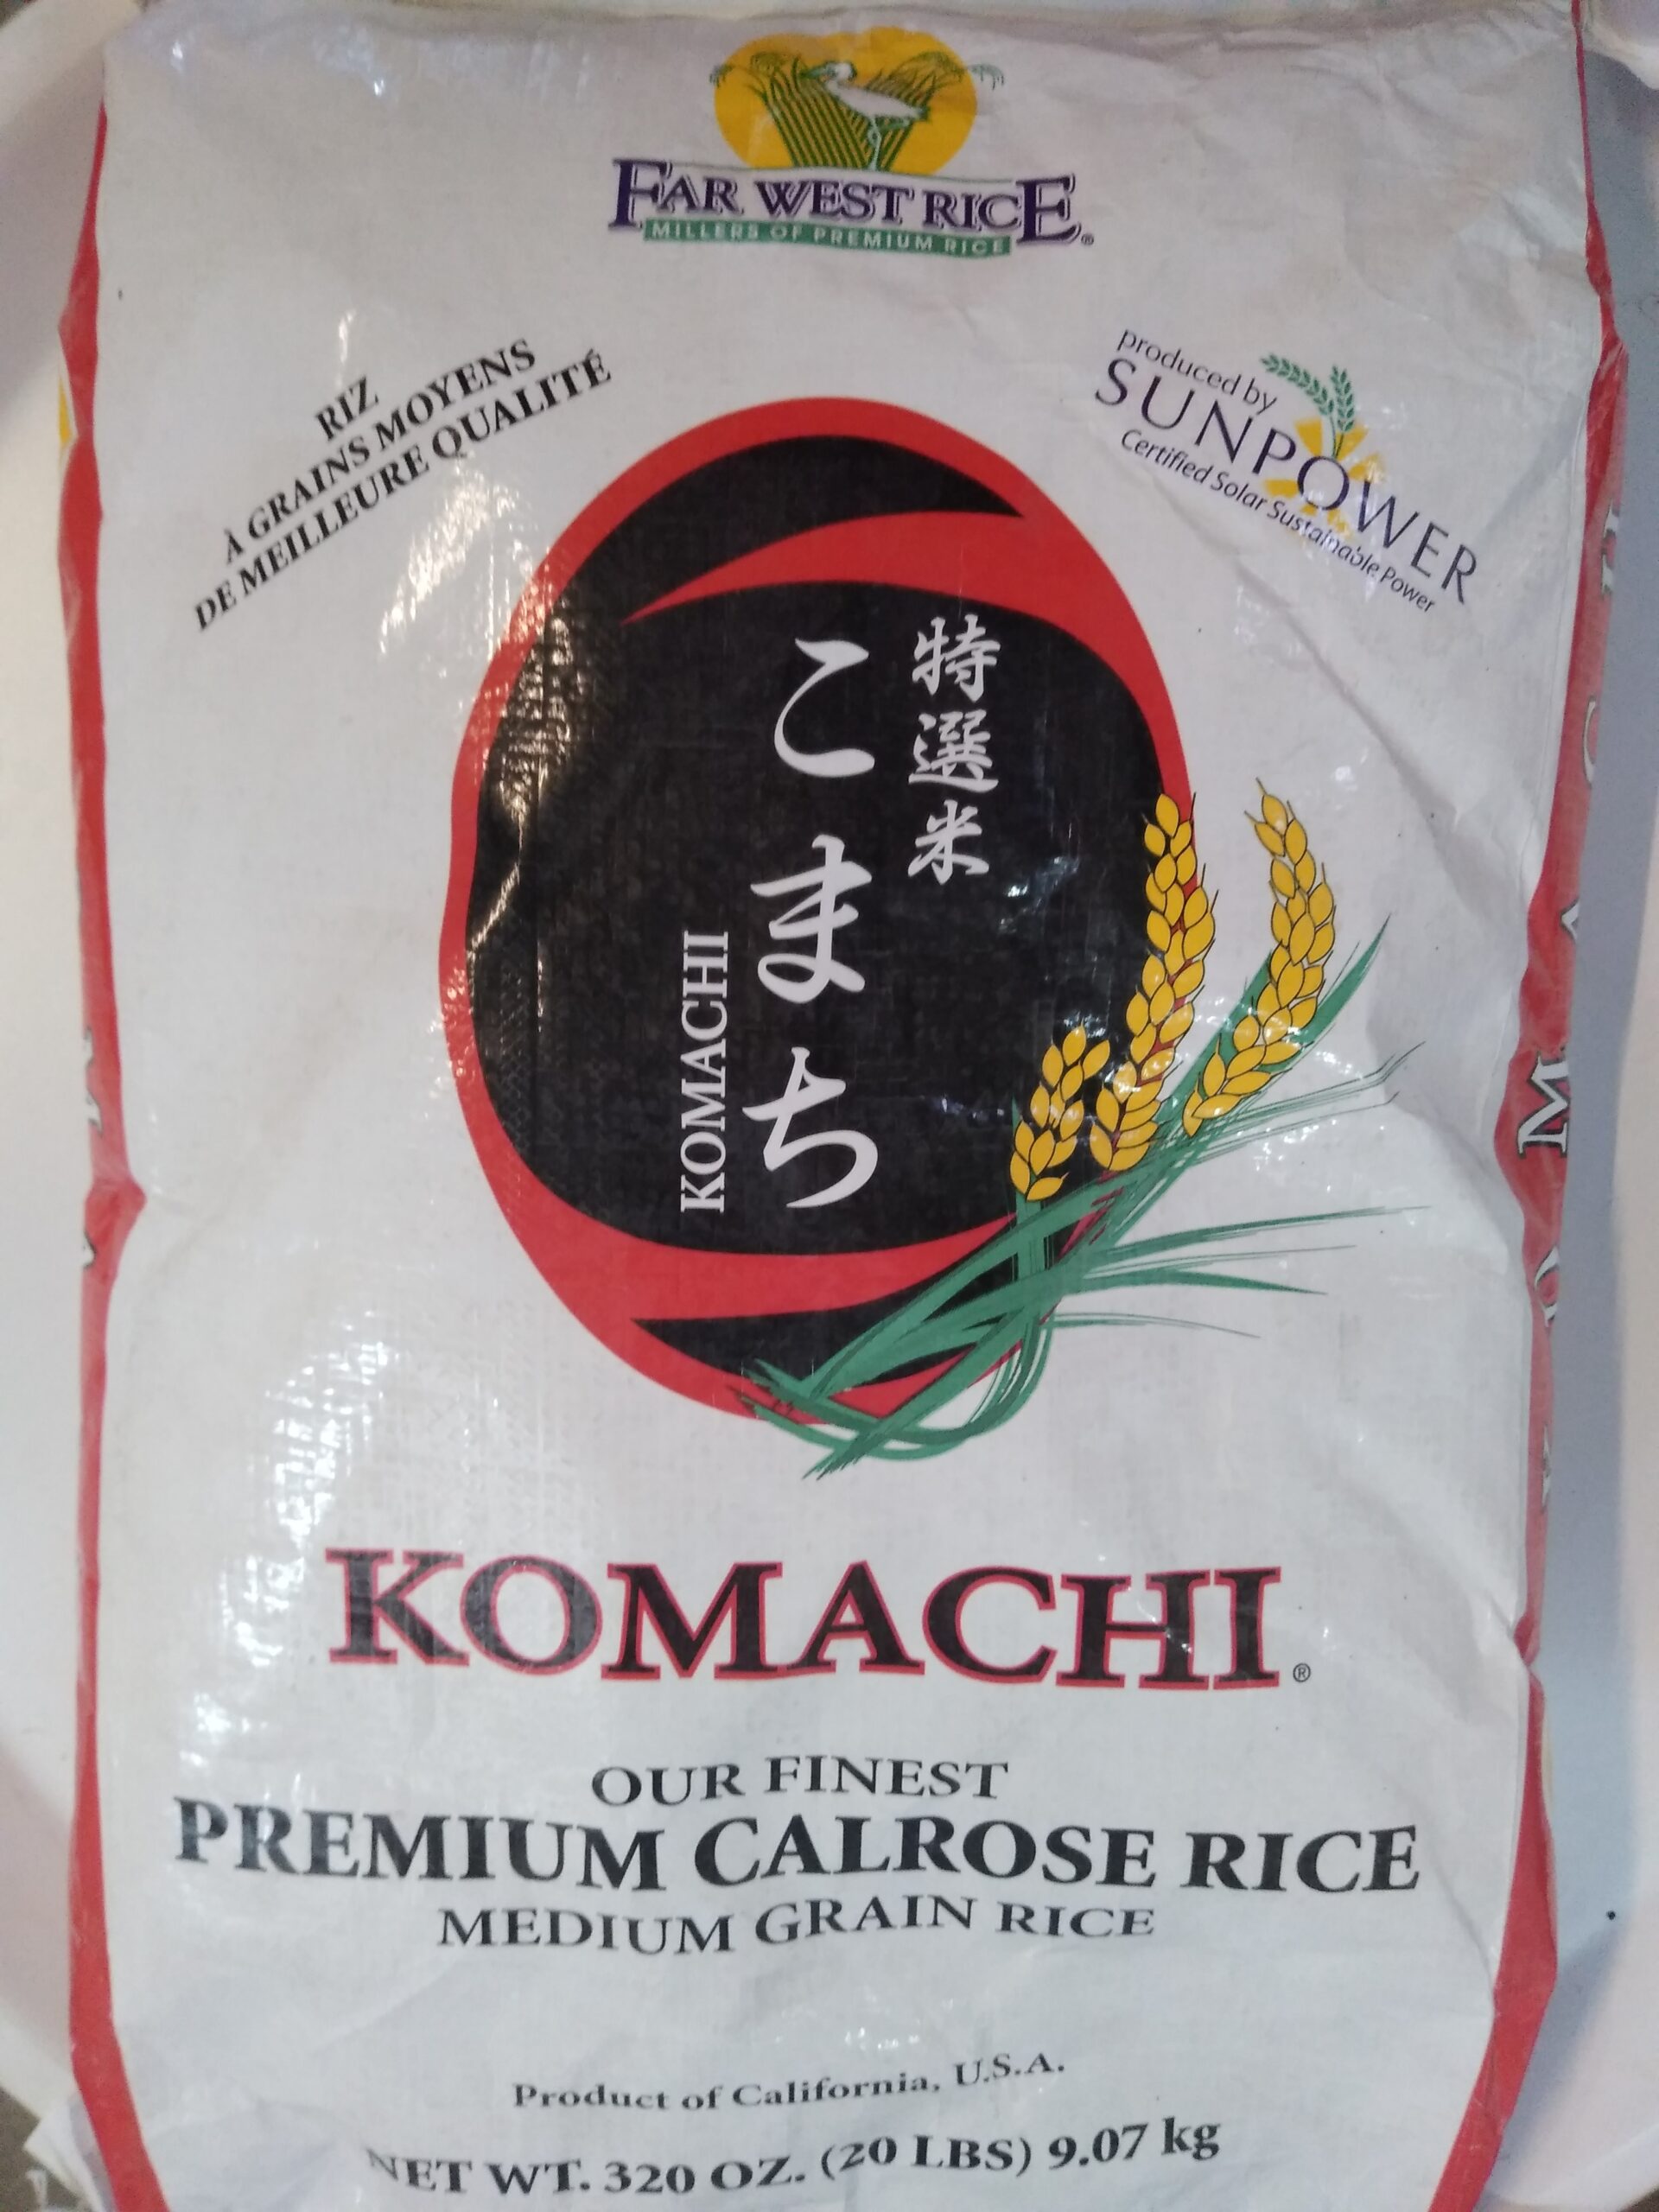 FAR WEST RICE®
MILLERS OF PREMIUM RICE
RIZ
À GRAINS MOYENS
DE MEILLEURE QUALITÉ
produced by
SUNPOWER
Certified Solar Sustainable Power
特選米
こまち
KOMACHI
KOMACHI®
OUR FINEST
PREMIUM CALROSE RICE
MEDIUM GRAIN RICE
Product of California, U.S.A.
NET WT. 320 OZ. (20 LBS) 9.07 kg